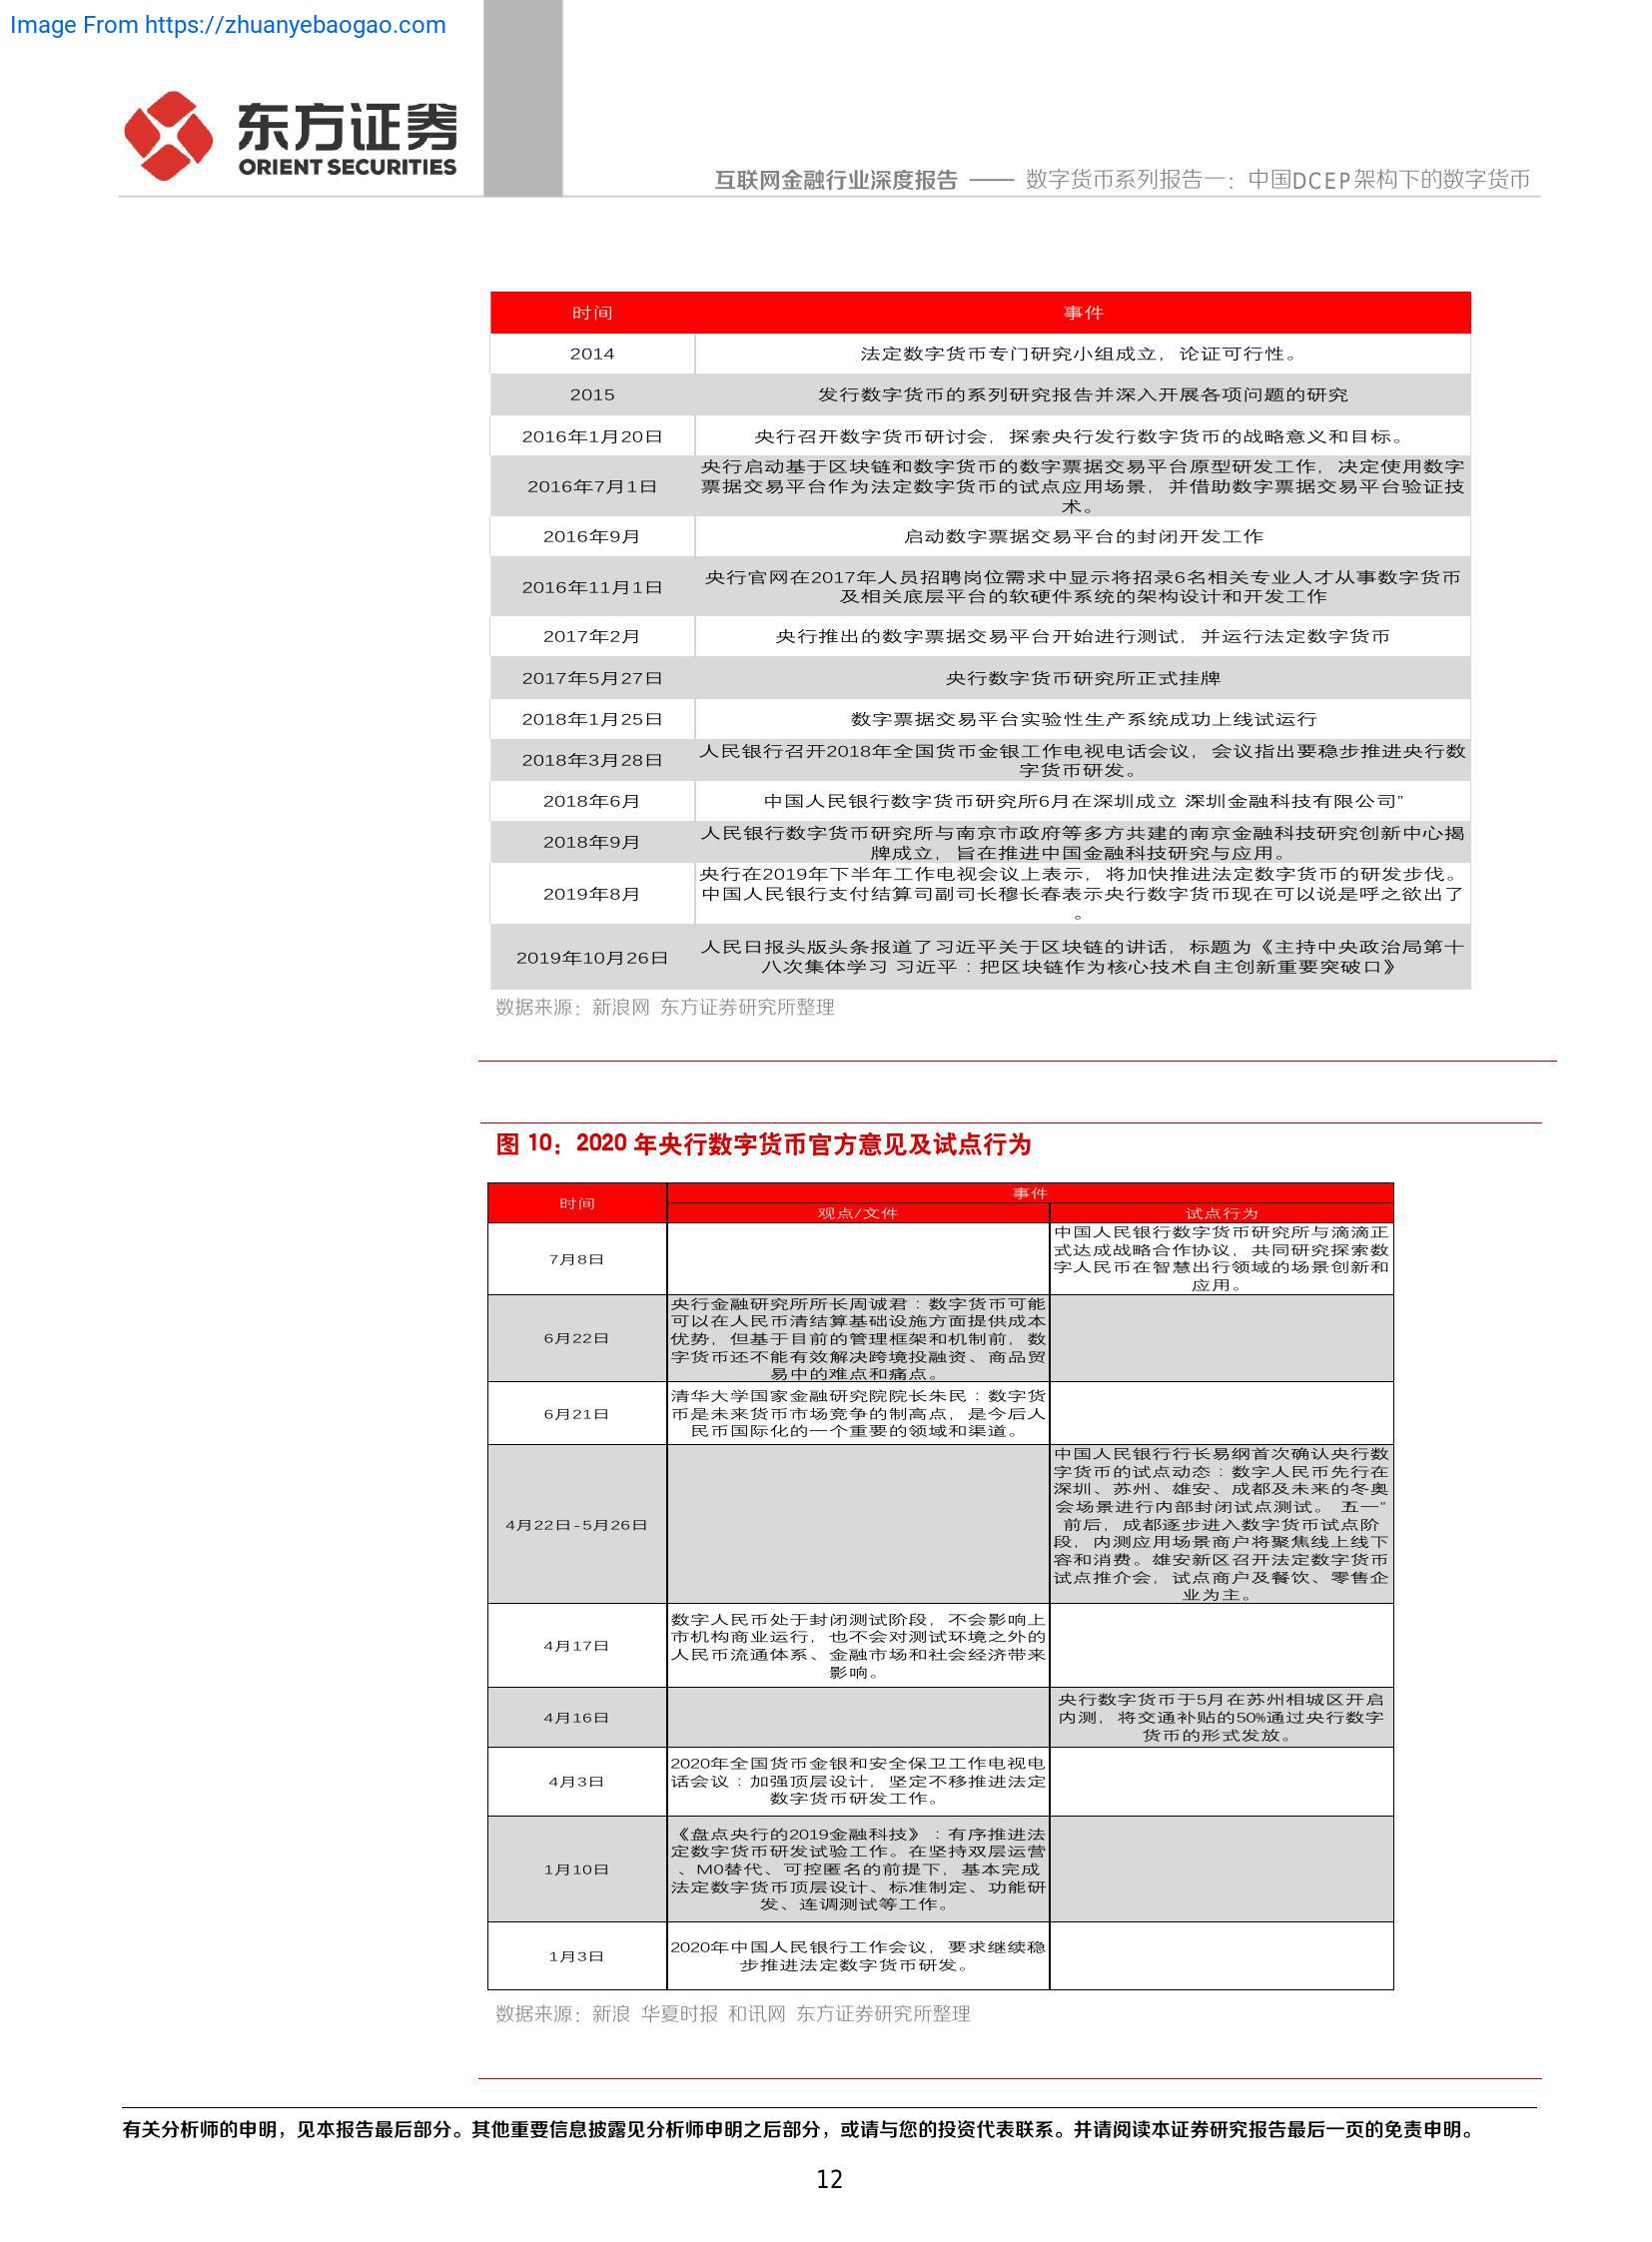 Image From https://zhuanyebaogao.com
东方证券
ORIENT SECURITIES
互联网金融行业深度报告 —— 数字货币系列报告一：中国DCEP架构下的数字货币
时间 事件
2014 法定数字货币专门研究小组成立，论证可行性。
2015 发行数字货币的系列研究报告并深入开展各项问题的研究
2016年1月20日 央行召开数字货币研讨会，探索央行发行数字货币的战略意义和目标。
央行启动基于区块链和数字货币的数字票据交易平台原型研发工作，决定使用数字
2016年7月1日 票据交易平台作为法定数字货币的试点应用场景，并借助数字票据交易平台验证技
术。
2016年9月 启动数字票据交易平台的封闭开发工作
2016年11月1日 央行官网在2017年人员招聘岗位需求中显示将招录6名相关专业人才从事数字货币
及相关底层平台的软硬件系统的架构设计和开发工作
2017年2月 央行推出的数字票据交易平台开始进行测试，并运行法定数字货币
2017年5月27日 央行数字货币研究所正式挂牌
2018年1月25日 数字票据交易平台实验性生产系统成功上线试运行
2018年3月28日 人民银行召开2018年全国货币金银工作电视电话会议，会议指出要稳步推进央行数
字货币研发。
2018年6月 中国人民银行数字货币研究所6月在深圳成立 深圳金融科技有限公司”
2018年9月 人民银行数字货币研究所与南京市政府等多方共建的南京金融科技研究创新中心揭
牌成立，旨在推进中国金融科技研究与应用。
央行在2019年下半年工作电视会议上表示，将加快推进法定数字货币的研发步伐。
2019年8月 中国人民银行支付结算司副司长穆长春表示央行数字货币现在可以说是呼之欲出了
。
2019年10月26日 人民日报头版头条报道了习近平关于区块链的讲话，标题为《主持中央政治局第十
八次集体学习 习近平：把区块链作为核心技术自主创新重要突破口》
数据来源：新浪网 东方证券研究所整理
图 10：2020 年央行数字货币官方意见及试点行为
时间 事件
观点/文件 试点行为
7月8日 中国人民银行数字货币研究所与滴滴正
式达成战略合作协议，共同研究探索数
字人民币在智慧出行领域的场景创新和
应用。
6月22日 央行金融研究所所长周诚君：数字货币可能
可以在人民币清结算基础设施方面提供成本
优势，但基于目前的管理框架和机制前，数
字货币还不能有效解决跨境投融资、商品贸
易中的难点和痛点。
6月21日 清华大学国家金融研究院院长朱民：数字货
币是未来货币市场竞争的制高点，是今后人
民币国际化的一个重要的领域和渠道。
4月22日-5月26日 中国人民银行行长易纲首次确认央行数
字货币的试点动态：数字人民币先行在
深圳、苏州、雄安、成都及未来的冬奥
会场景进行内部封闭试点测试。 五一”
前后，成都逐步进入数字货币试点阶
段，内测应用场景商户将聚焦线上线下
容和消费。雄安新区召开法定数字货币
试点推介会，试点商户及餐饮、零售企
业为主。
4月17日 数字人民币处于封闭测试阶段，不会影响上
市机构商业运行，也不会对测试环境之外的
人民币流通体系、金融市场和社会经济带来
影响。
4月16日 央行数字货币于5月在苏州相城区开启
内测，将交通补贴的50%通过央行数字
货币的形式发放。
4月3日 2020年全国货币金银和安全保卫工作电视电
话会议：加强顶层设计，坚定不移推进法定
数字货币研发工作。
1月10日 《盘点央行的2019金融科技》：有序推进法
定数字货币研发试验工作。在坚持双层运营
、M0替代、可控匿名的前提下，基本完成
法定数字货币顶层设计、标准制定、功能研
发、连调测试等工作。
1月3日 2020年中国人民银行工作会议，要求继续稳
步推进法定数字货币研发。
数据来源：新浪 华夏时报 和讯网 东方证券研究所整理
有关分析师的申明，见本报告最后部分。其他重要信息披露见分析师申明之后部分，或请与您的投资代表联系。并请阅读本证券研究报告最后一页的免责申明。
12